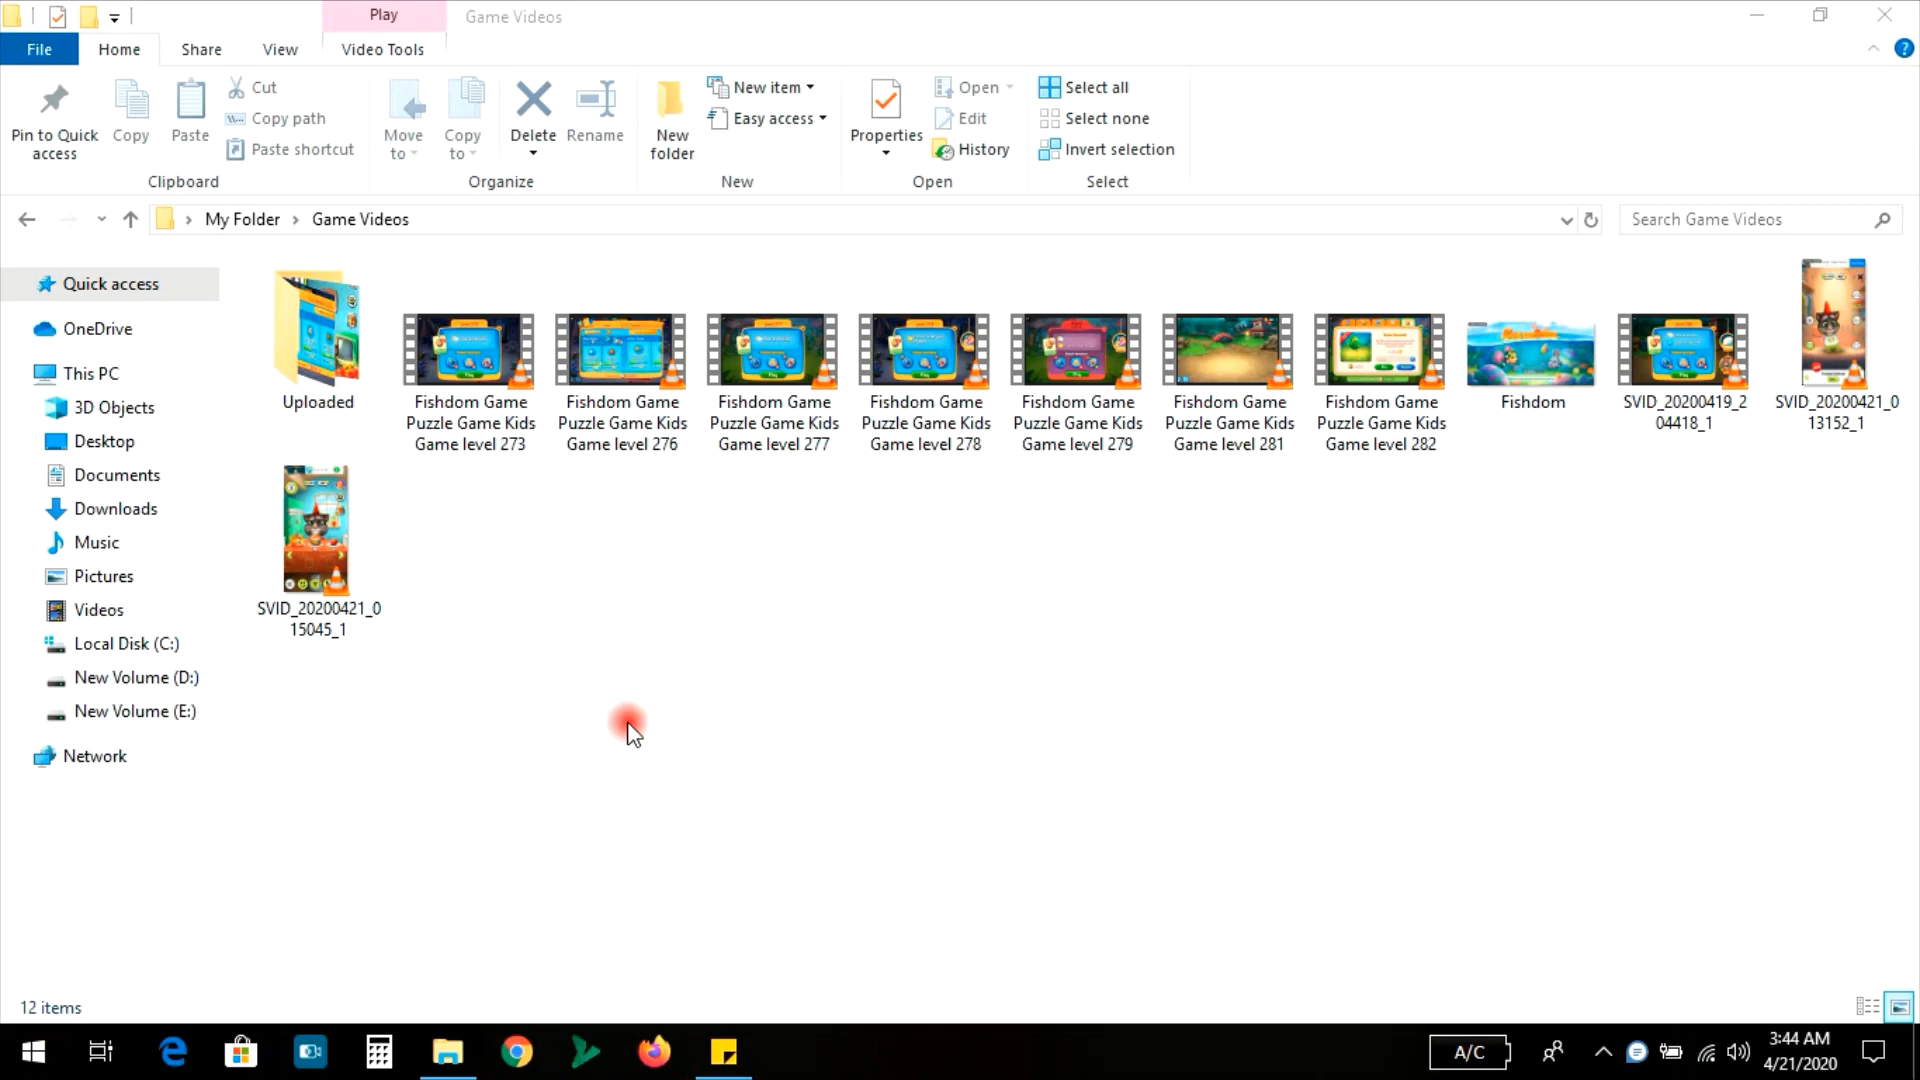 Play
Game Videos
File
Home
Share
View
Video Tools
Pin to Quick
access
Copy
Paste
Cut
Copy path
Paste shortcut
Move
to
Copy
to
Delete
Rename
New
folder
New item
Easy access
Properties
Open
Edit
History
Select all
Select none
Invert selection
Clipboard
Organize
New
Open
Select
My Folder
Game Videos
Search Game Videos
Quick access
OneDrive
This PC
3D Objects
Desktop
Documents
Downloads
Music
Pictures
Videos
Local Disk (C:)
New Volume (D:)
New Volume (E:)
Network
Uploaded
Fishdom Game
Puzzle Game Kids
Game level 273
Fishdom Game
Puzzle Game Kids
Game level 276
Fishdom Game
Puzzle Game Kids
Game level 277
Fishdom Game
Puzzle Game Kids
Game level 278
Fishdom Game
Puzzle Game Kids
Game level 279
Fishdom Game
Puzzle Game Kids
Game level 281
Fishdom Game
Puzzle Game Kids
Game level 282
Fishdom
SVID_20200419_2
04418_1
SVID_20200421_0
13152_1
SVID_20200421_0
15045_1
12 items
A/C
3:44 AM
4/21/2020